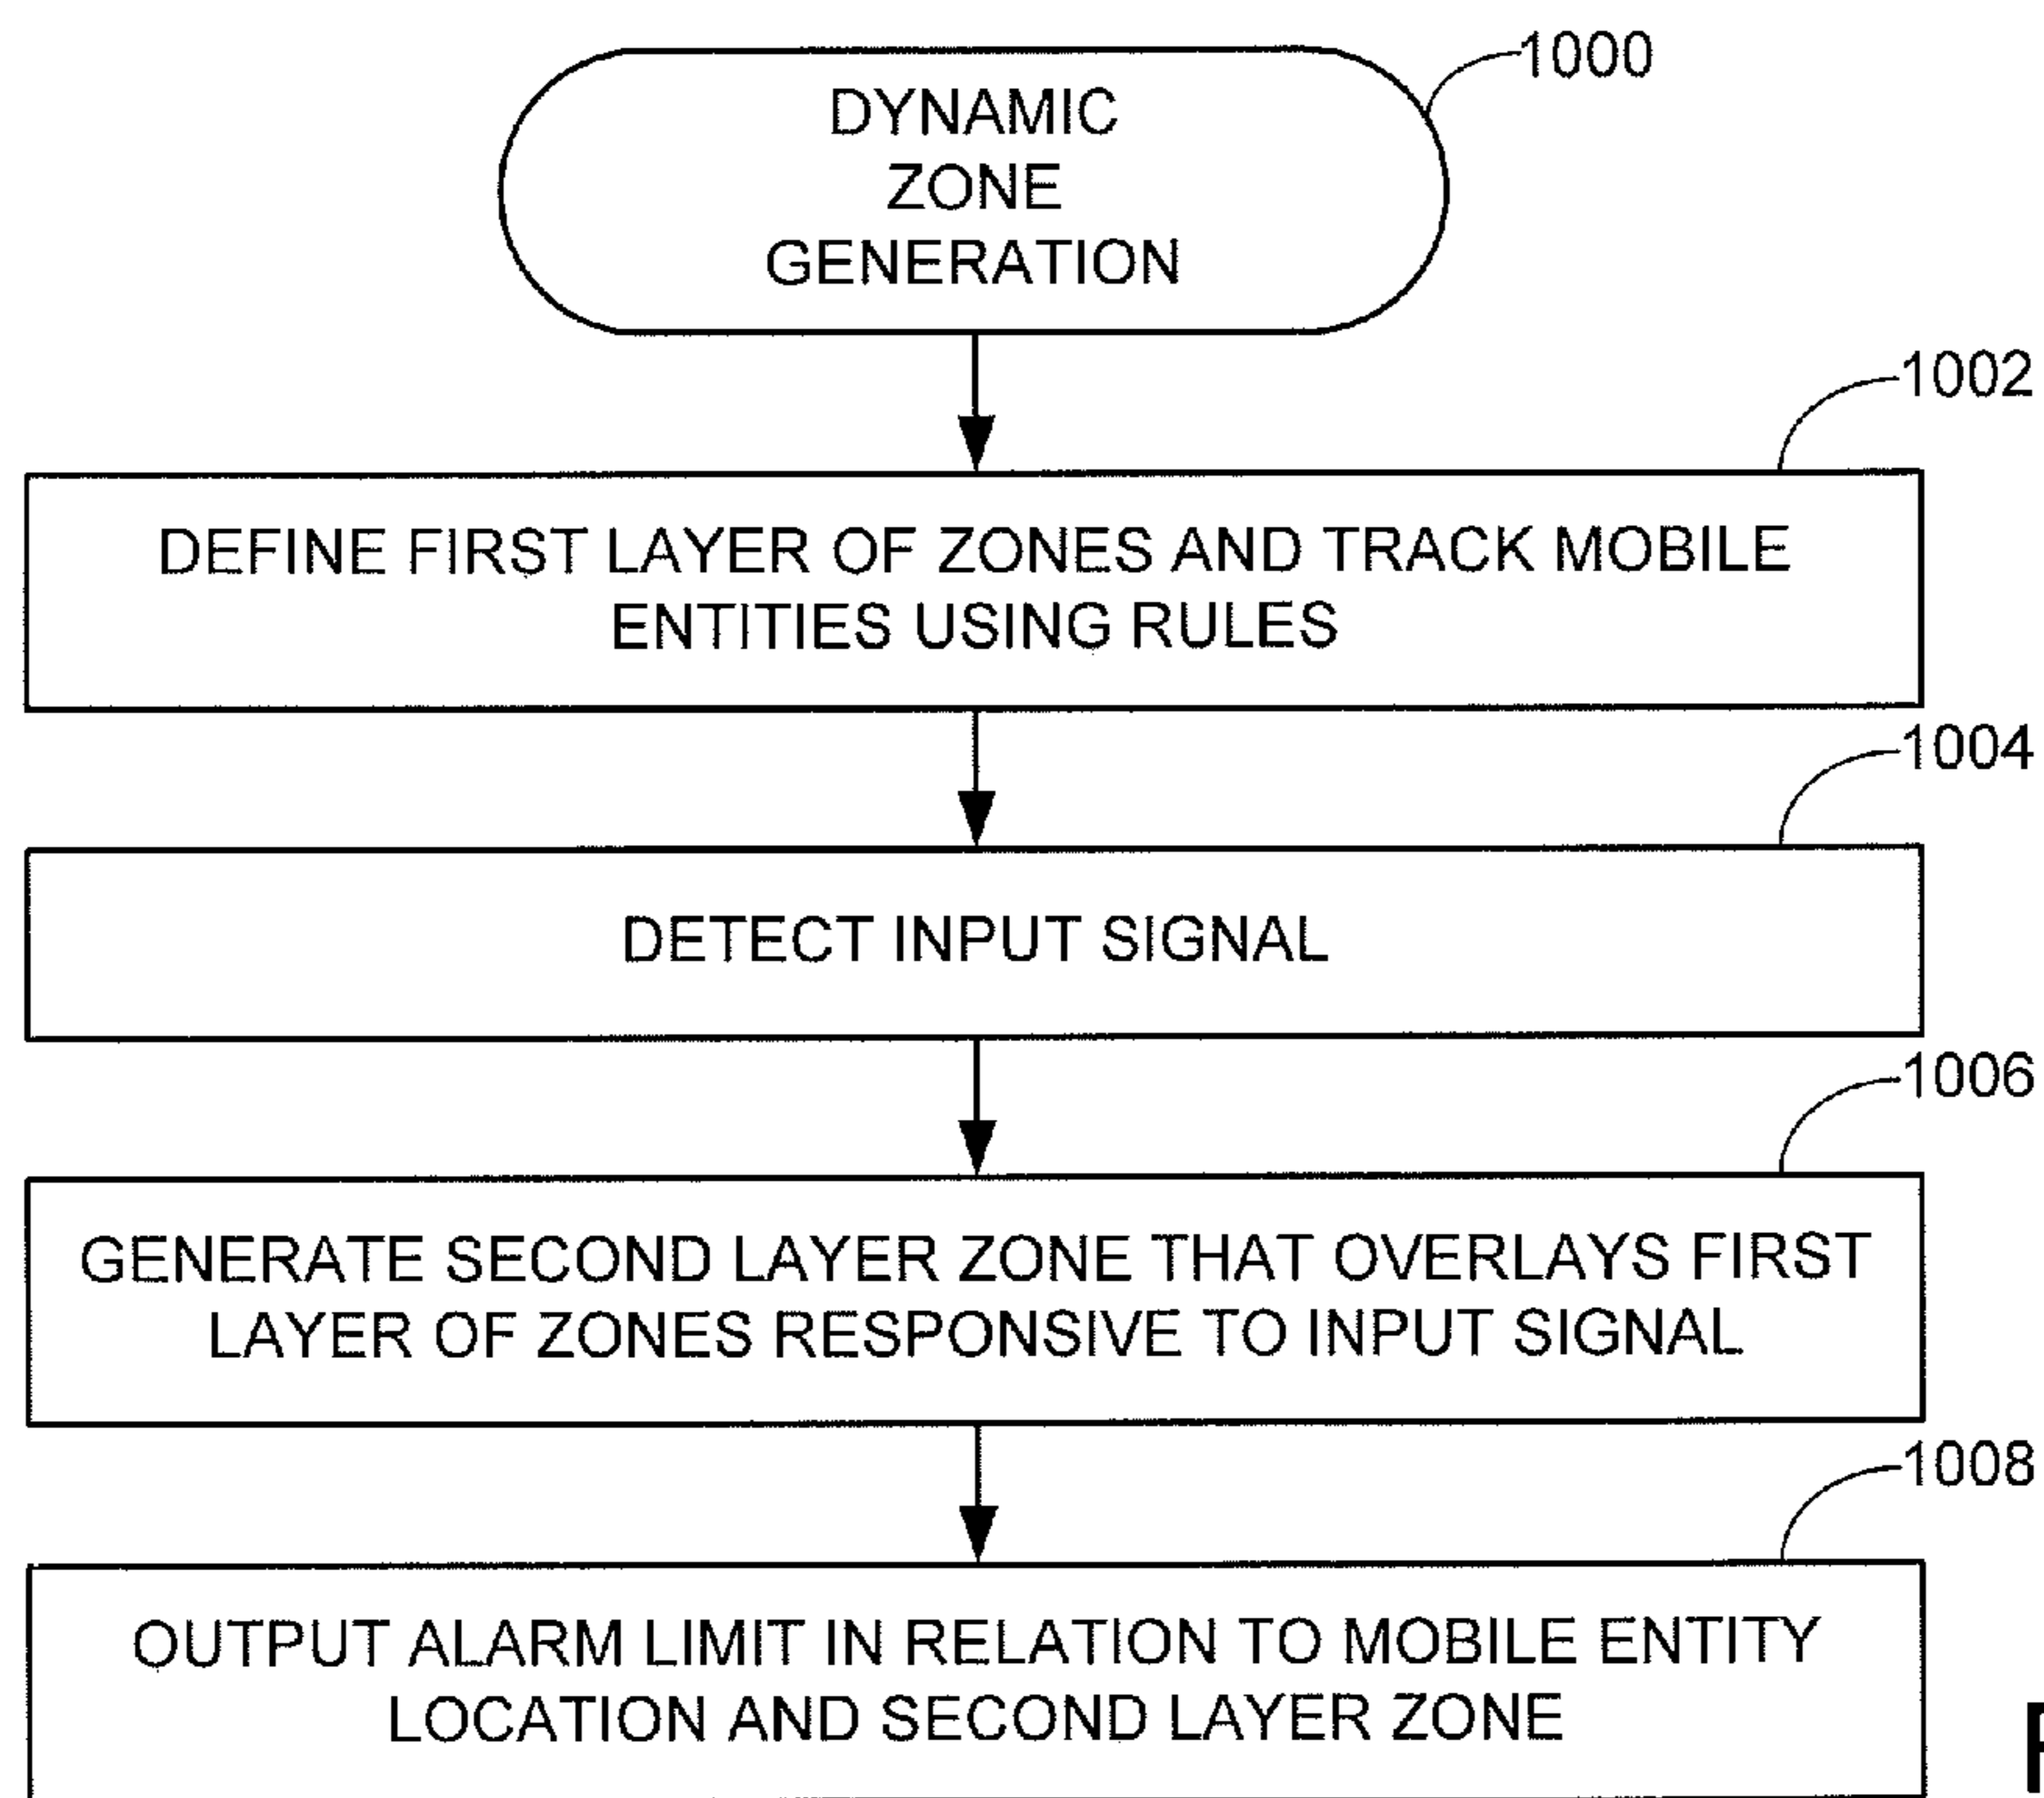 1000
DYNAMIC
ZONE
GENERATION
1002
DEFINE FIRST LAYER OF ZONES AND TRACK MOBILE
ENTITIES USING RULES
1004
DETECT INPUT SIGNAL
1006
GENERATE SECOND LAYER ZONE THAT OVERLAYS FIRST
LAYER OF ZONES RESPONSIVE TO INPUT SIGNAL
1008
OUTPUT ALARM LIMIT IN RELATION TO MOBILE ENTITY
LOCATION AND SECOND LAYER ZONE